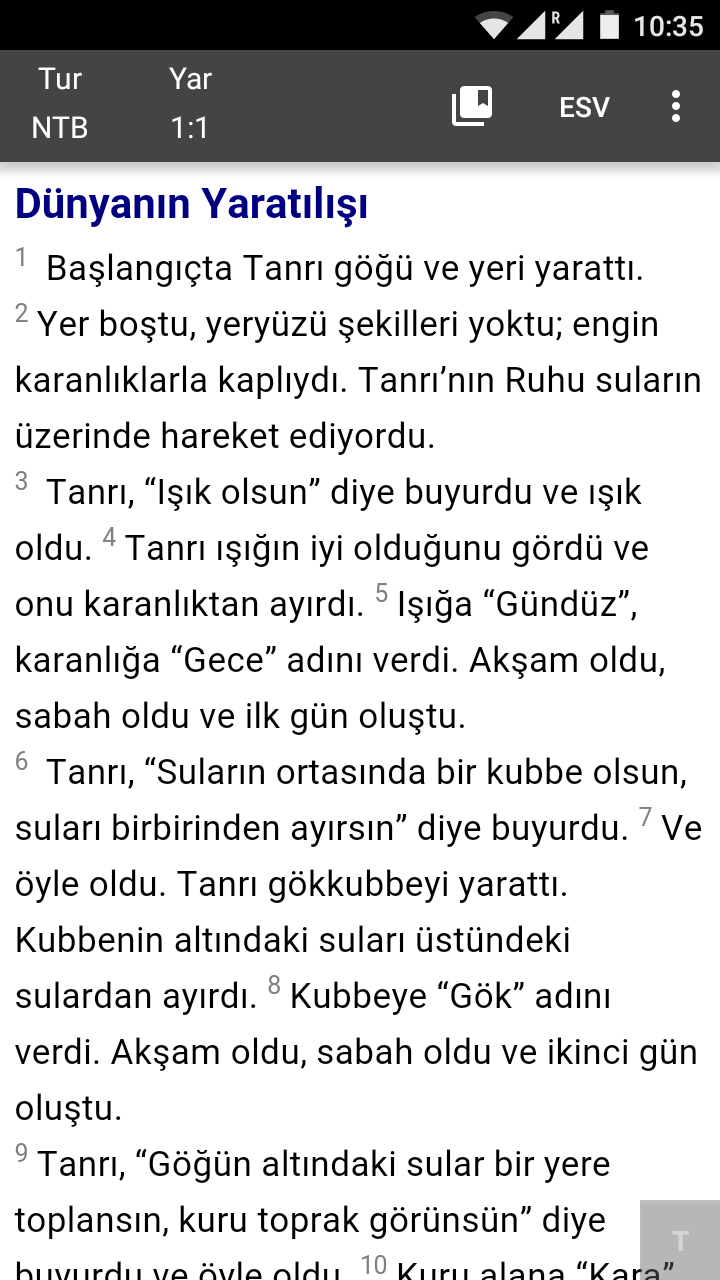 R 10:35
Tur Yar
NTB 1:1 ESV
Dünyanın Yaratılışı
1 Başlangıçta Tanrı göğü ve yeri yarattı.
2 Yer boştu, yeryüzü şekilleri yoktu; engin
karanlıklarla kaplıydı. Tanrı’nın Ruhu suların
üzerinde hareket ediyordu.
3 Tanrı, “Işık olsun” diye buyurdu ve ışık
oldu. 4 Tanrı ışığın iyi olduğunu gördü ve
onu karanlıktan ayırdı. 5 Işığa “Gündüz”,
karanlığa “Gece” adını verdi. Akşam oldu,
sabah oldu ve ilk gün oluştu.
6 Tanrı, “Suların ortasında bir kubbe olsun,
suları birbirinden ayırsın” diye buyurdu. 7 Ve
öyle oldu. Tanrı gökkubbeyi yarattı.
Kubbenin altındaki suları üstündeki
sulardan ayırdı. 8 Kubbeye “Gök” adını
verdi. Akşam oldu, sabah oldu ve ikinci gün
oluştu.
9 Tanrı, “Göğün altındaki sular bir yere
toplansın, kuru toprak görünsün” diye
buyurdu ve öyle oldu. 10 Kuru alana “Kara”
T